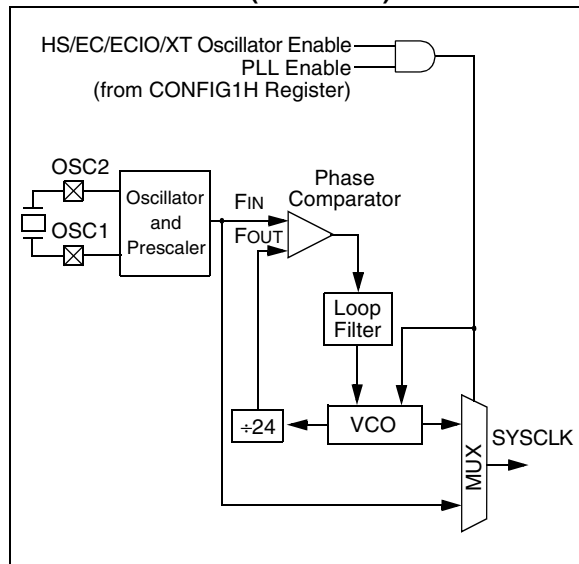 HS/EC/ECIO/XT Oscillator Enable
PLL Enable
(from CONFIG1H Register)
OSC2
OSC1
Oscillator
and
Prescaler
FIN
FOUT
Phase
Comparator
Loop
Filter
÷24
VCO
MUX
SYSCLK